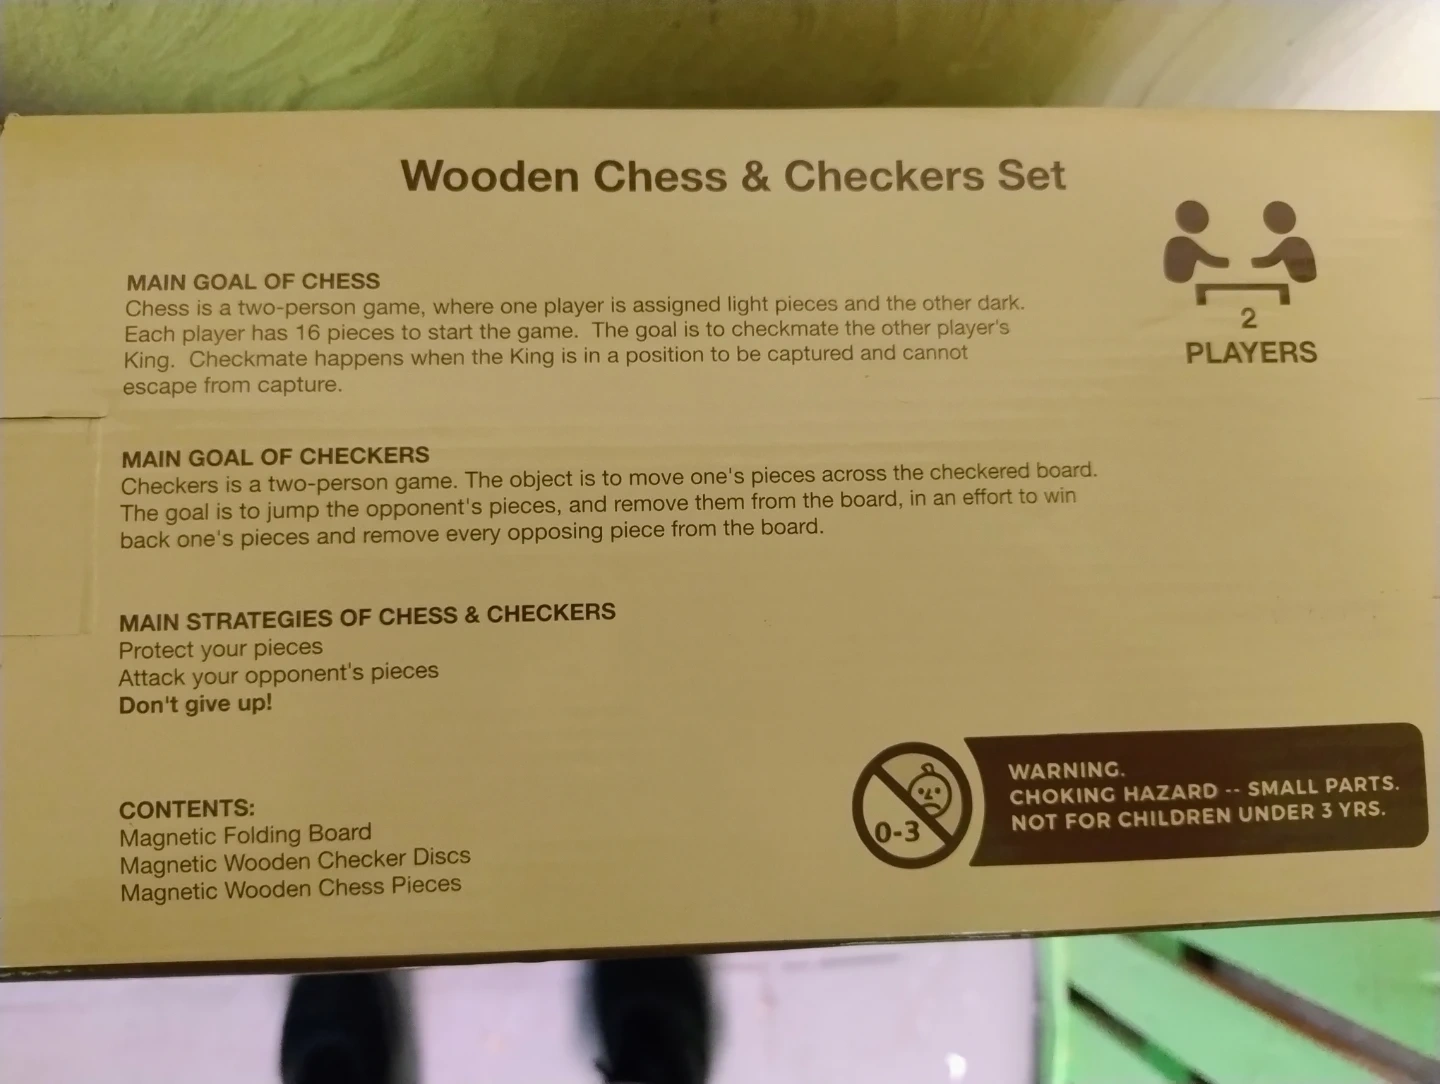 Wooden Chess & Checkers Set
MAIN GOAL OF CHESS
Chess is a two-person game, where one player is assigned light pieces and the other dark.
Each player has 16 pieces to start the game.  The goal is to checkmate the other player's
King.  Checkmate happens when the King is in a position to be captured and cannot
escape from capture.
2
PLAYERS
MAIN GOAL OF CHECKERS
Checkers is a two-person game. The object is to move one's pieces across the checkered board.
The goal is to jump the opponent's pieces, and remove them from the board, in an effort to win
back one's pieces and remove every opposing piece from the board.
MAIN STRATEGIES OF CHESS & CHECKERS
Protect your pieces
Attack your opponent's pieces
Don't give up!
CONTENTS:
Magnetic Folding Board
Magnetic Wooden Checker Discs
Magnetic Wooden Chess Pieces
0-3
WARNING.
CHOKING HAZARD -- SMALL PARTS.
NOT FOR CHILDREN UNDER 3 YRS.